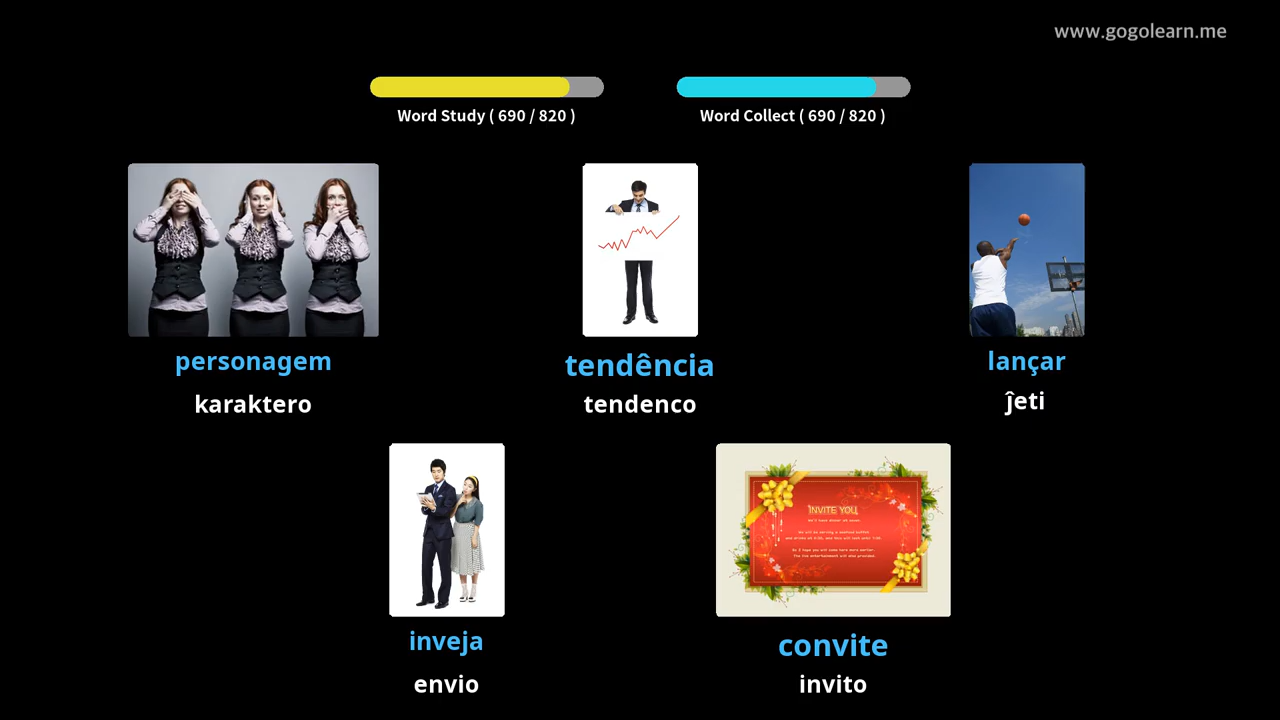 www.gogolearn.me
Word Study ( 690 / 820 )
Word Collect ( 690 / 820 )
personagem
karaktero
tendência
tendenco
lançar
ĵeti
INVITE YOU
inveja
envio
convite
invito